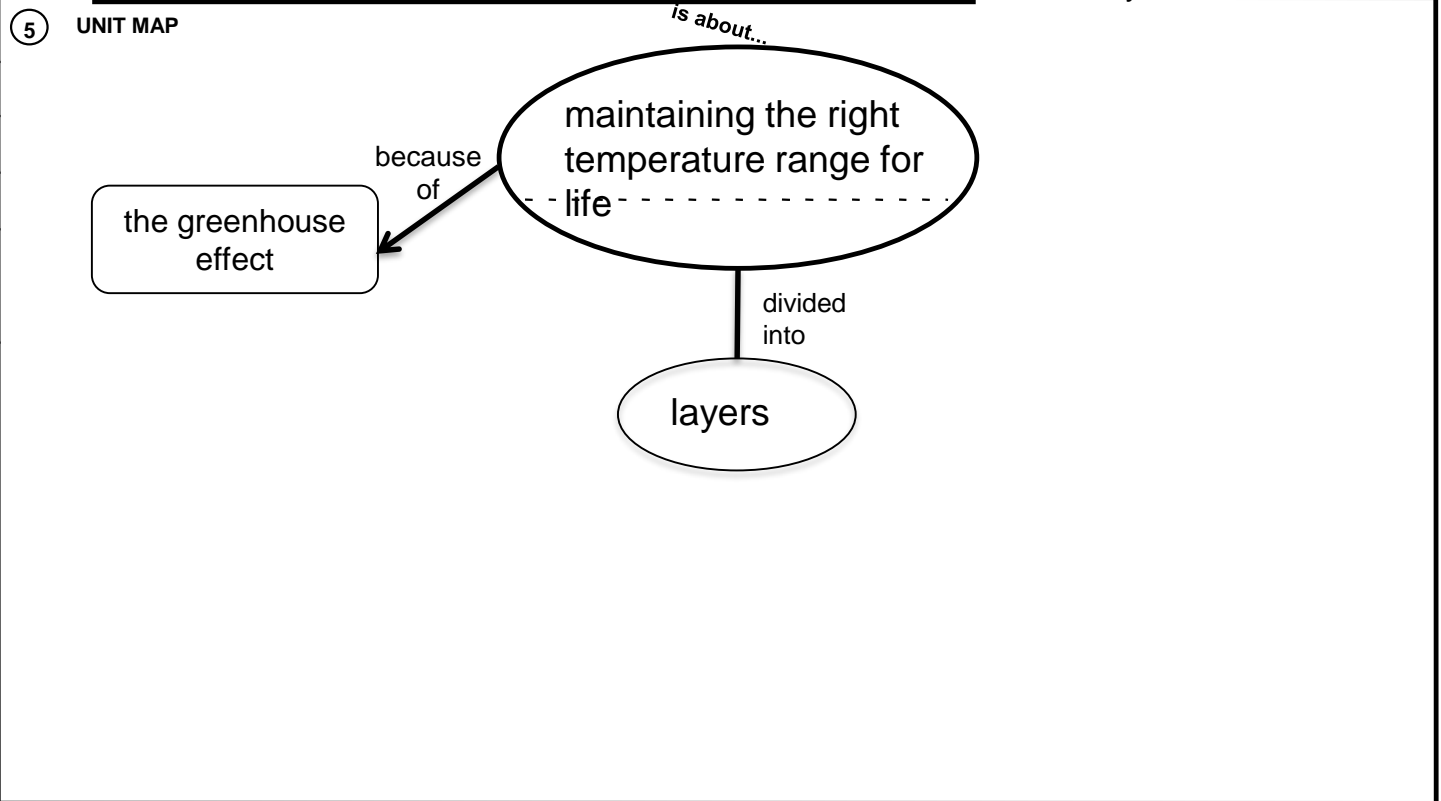 is about...
5 UNIT MAP
maintaining the right
temperature range for
life
because
of
the greenhouse
effect
divided
into
layers